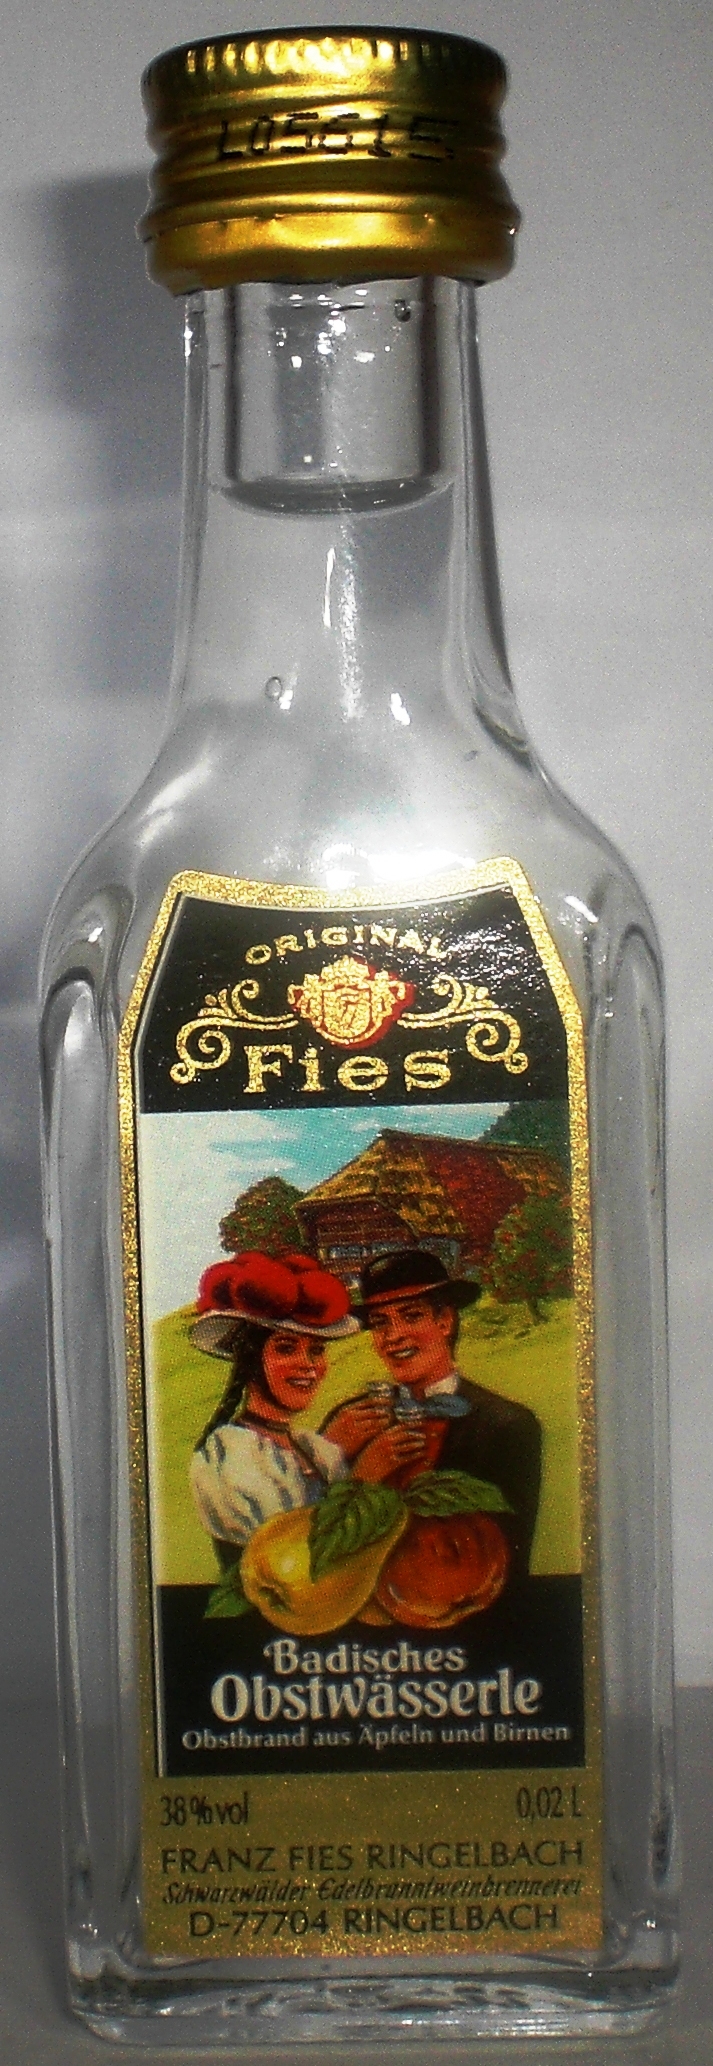 L05615
ORIGINAL
Fies
Badisches
Obstwässerle
Obstbrand aus Äpfeln und Birnen
38%vol 0,02 L
FRANZ FIES RINGELBACH
Schwarzwälder Edelbranntweinbrennerei
D-77704 RINGELBACH